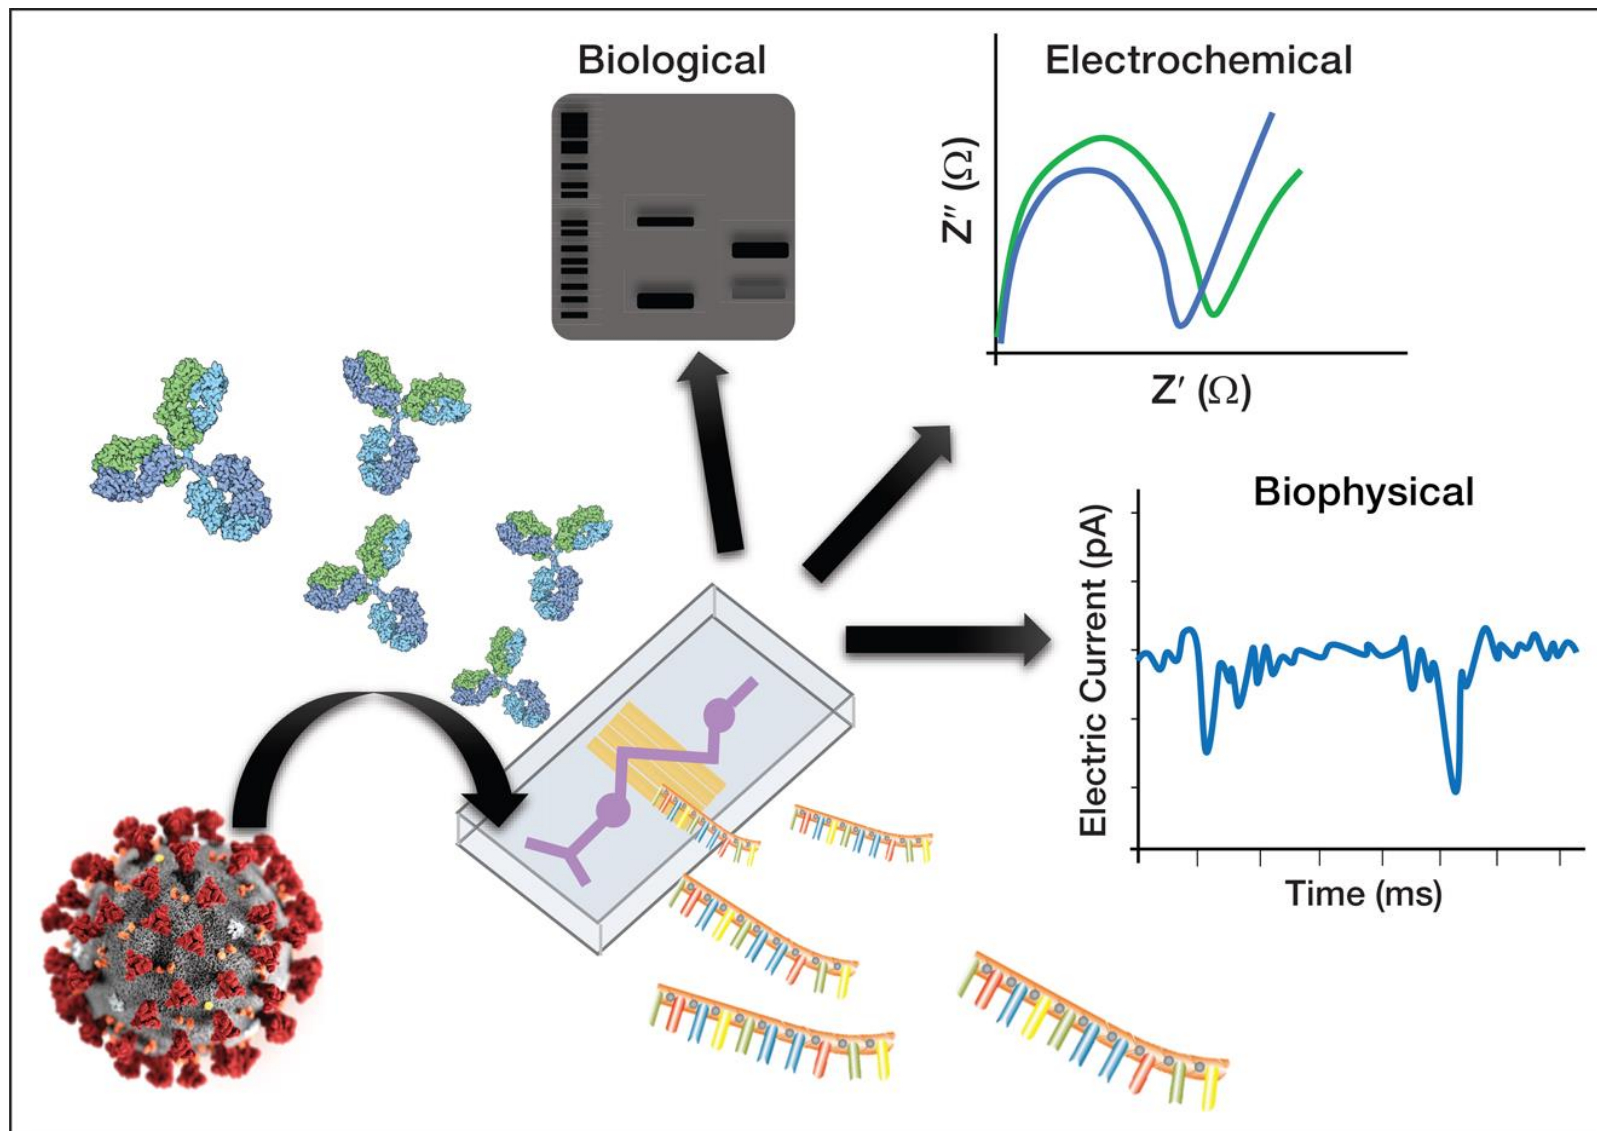 Biological
Electrochemical
Z″ (Ω)
Z′ (Ω)
Biophysical
Electric Current (pA)
Time (ms)